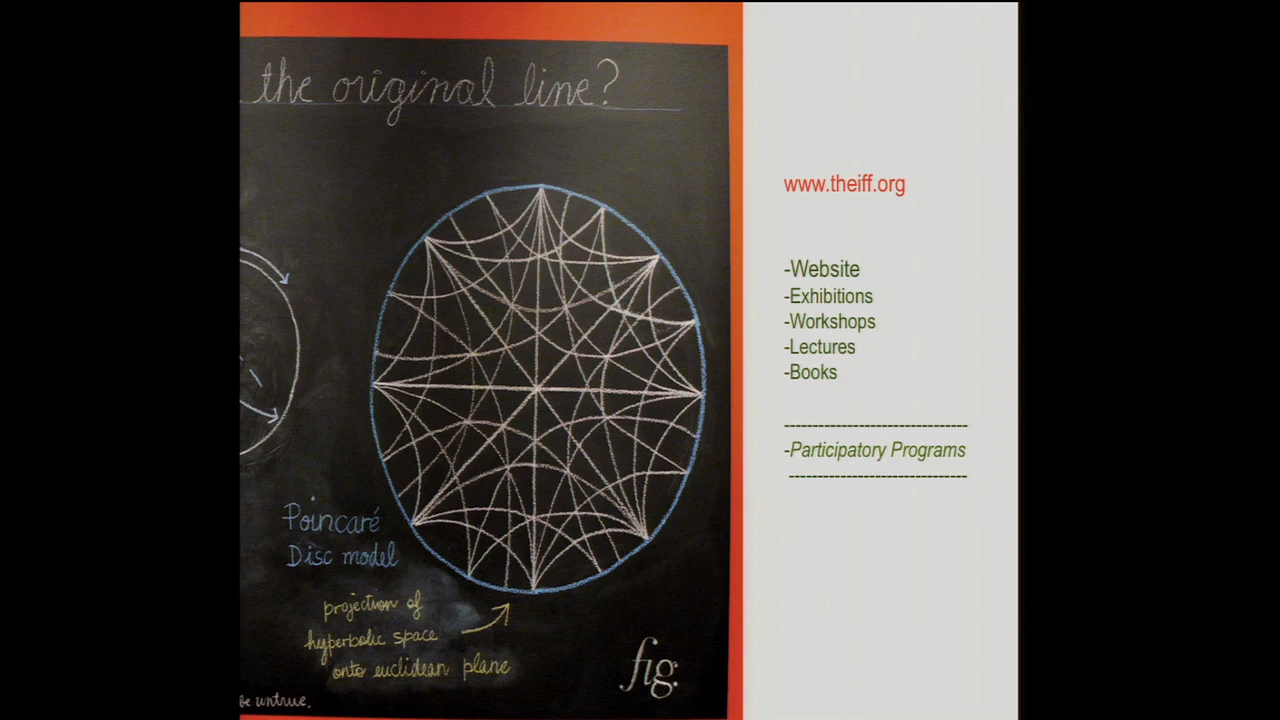 the original line?
Poincaré
Disc model
projection of
hyperbolic space
onto euclidean plane
be untrue.
fig.
www.theiff.org
-Website
-Exhibitions
-Workshops
-Lectures
-Books
--------------------------------
-Participatory Programs
-------------------------------